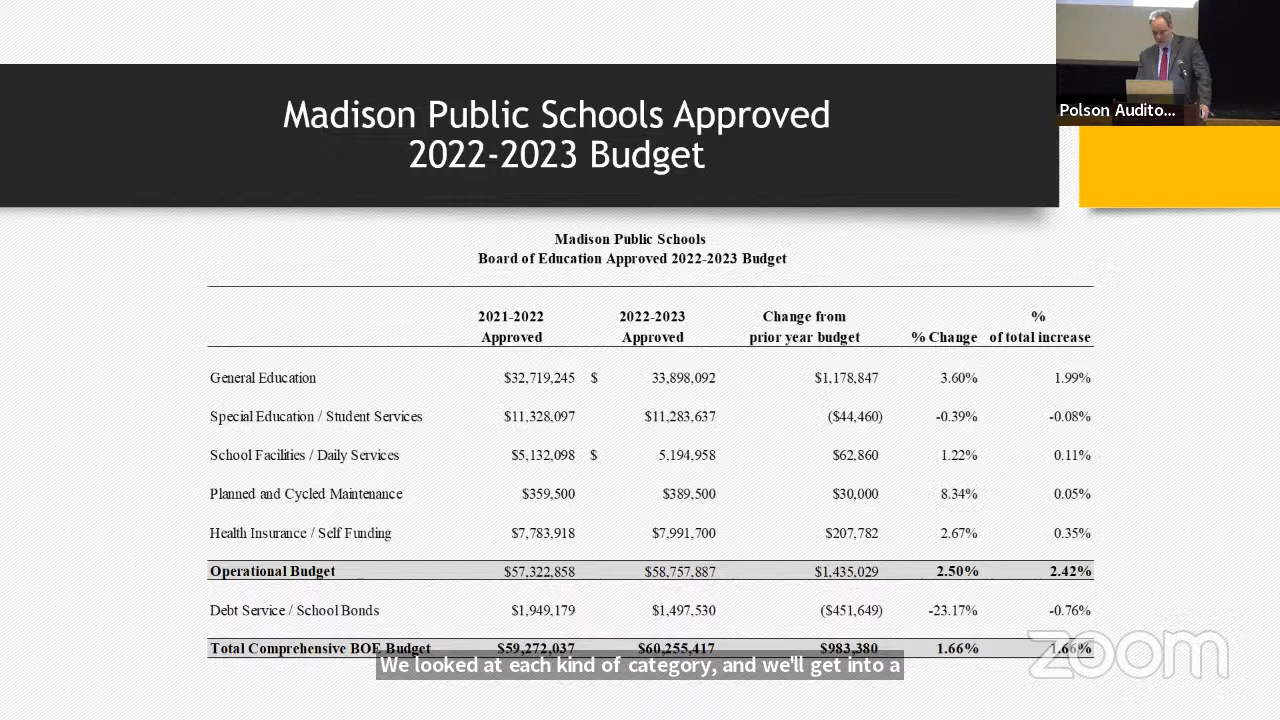 Madison Public Schools Approved
2022-2023 Budget
Polson Audito...
Madison Public Schools
Board of Education Approved 2022-2023 Budget
2021-2022 2022-2023 Change from %
Approved Approved prior year budget % Change of total increase
General Education $32,719,245 $ 33,898,092 $1,178,847 3.60% 1.99%
Special Education / Student Services $11,328,097 $11,283,637 ($44,460) -0.39% -0.08%
School Facilities / Daily Services $5,132,098 $ 5,194,958 $62,860 1.22% 0.11%
Planned and Cycled Maintenance $359,500 $389,500 $30,000 8.34% 0.05%
Health Insurance / Self Funding $7,783,918 $7,991,700 $207,782 2.67% 0.35%
Operational Budget $57,322,858 $58,757,887 $1,435,029 2.50% 2.42%
Debt Service / School Bonds $1,949,179 $1,497,530 ($451,649) -23.17% -0.76%
Total Comprehensive BOE Budget $59,272,037 $60,255,417 $983,380 1.66% 1.66%
We looked at each kind of category, and we'll get into a
zoom